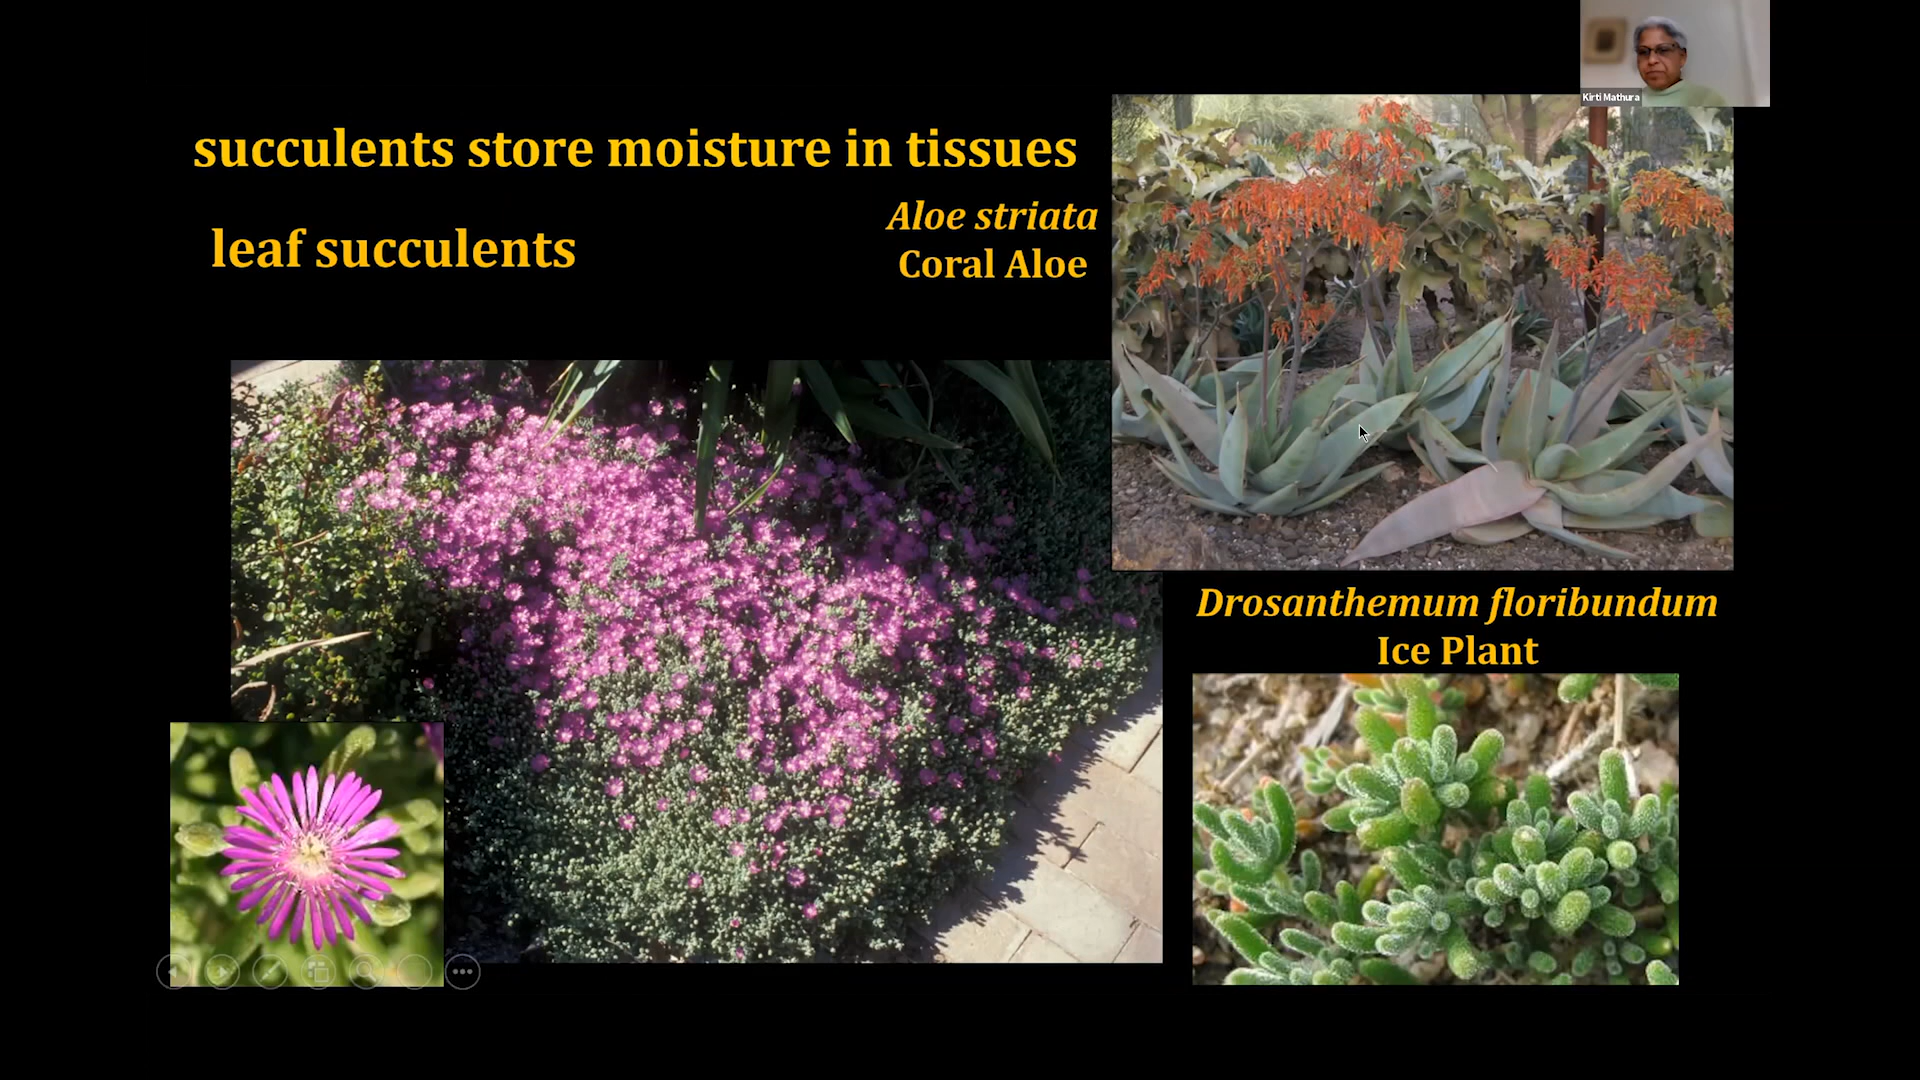 Kirti Mathura
succulents store moisture in tissues
leaf succulents
Aloe striata
Coral Aloe
Drosanthemum floribundum
Ice Plant